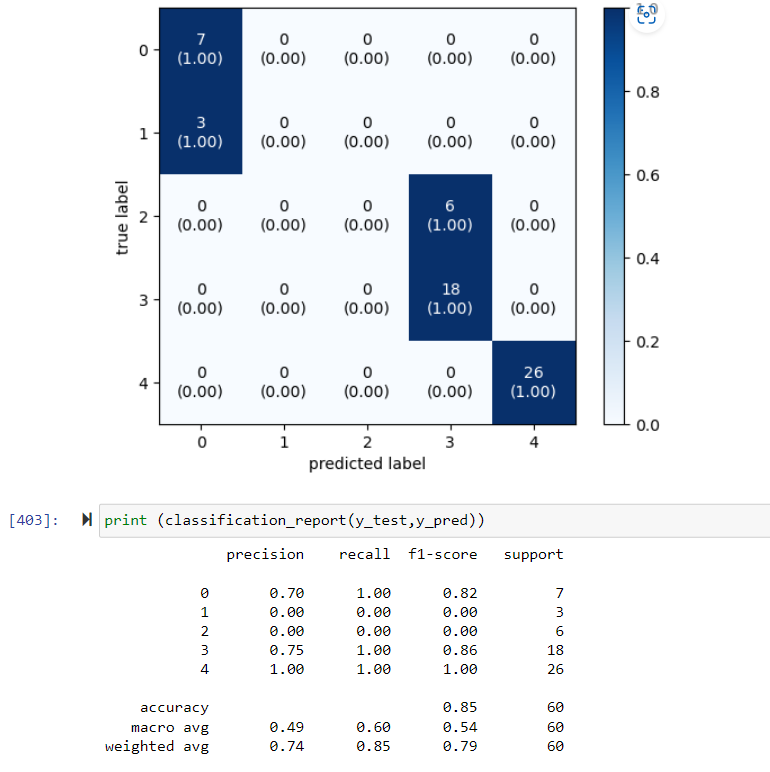 7 0 0 0 0
0 (1.00) (0.00) (0.00) (0.00) (0.00)
0.8
3 0 0 0 0
1 (1.00) (0.00) (0.00) (0.00) (0.00)
0.6
true label
0 0 0 6 0
2 (0.00) (0.00) (0.00) (1.00) (0.00)
0.4
0 0 0 18 0
3 (0.00) (0.00) (0.00) (1.00) (0.00)
0.2
0 0 0 0 26
4 (0.00) (0.00) (0.00) (0.00) (1.00)
0.0
0 1 2 3 4
predicted label
[403]: print (classification_report(y_test,y_pred))
precision recall f1-score support
0 0.70 1.00 0.82 7
1 0.00 0.00 0.00 3
2 0.00 0.00 0.00 6
3 0.75 1.00 0.86 18
4 1.00 1.00 1.00 26
accuracy 0.85 60
macro avg 0.49 0.60 0.54 60
weighted avg 0.74 0.85 0.79 60